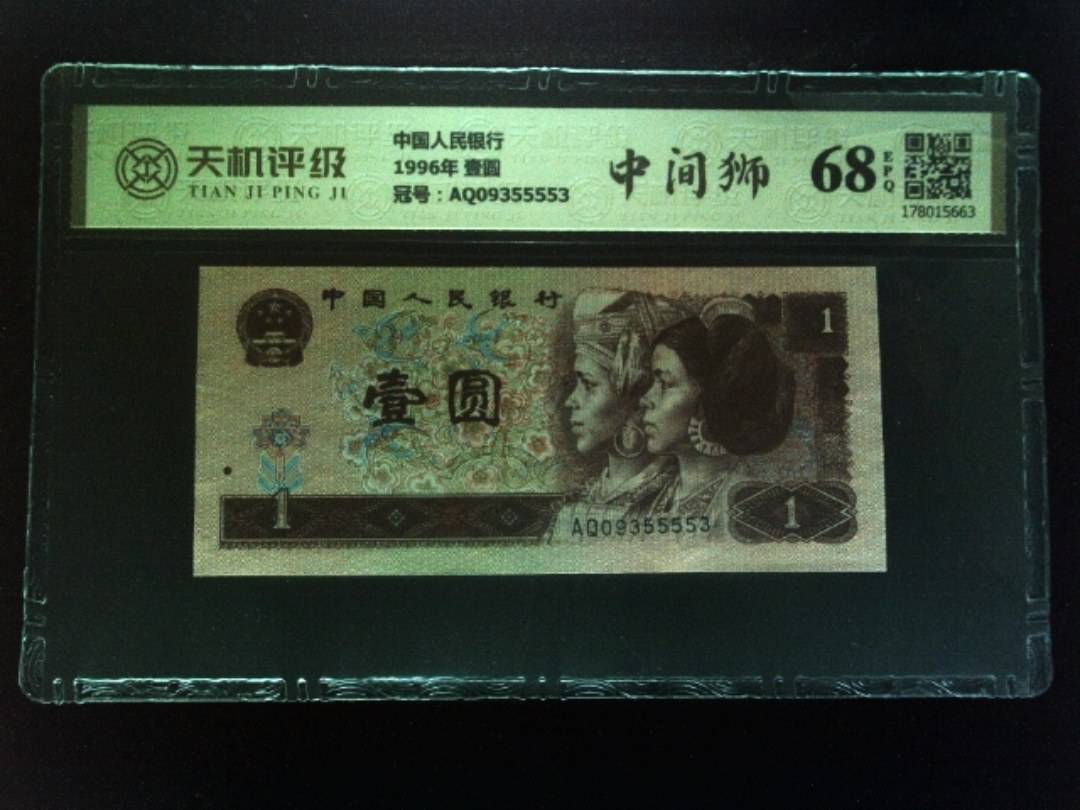 天机评级
TIAN JI PING JI
中国人民银行
1996年 壹圆
冠号：AQ09355553
中间狮
68
EPQ
178015663
中国人民银行
1
壹圆
1
AQ09355553
1